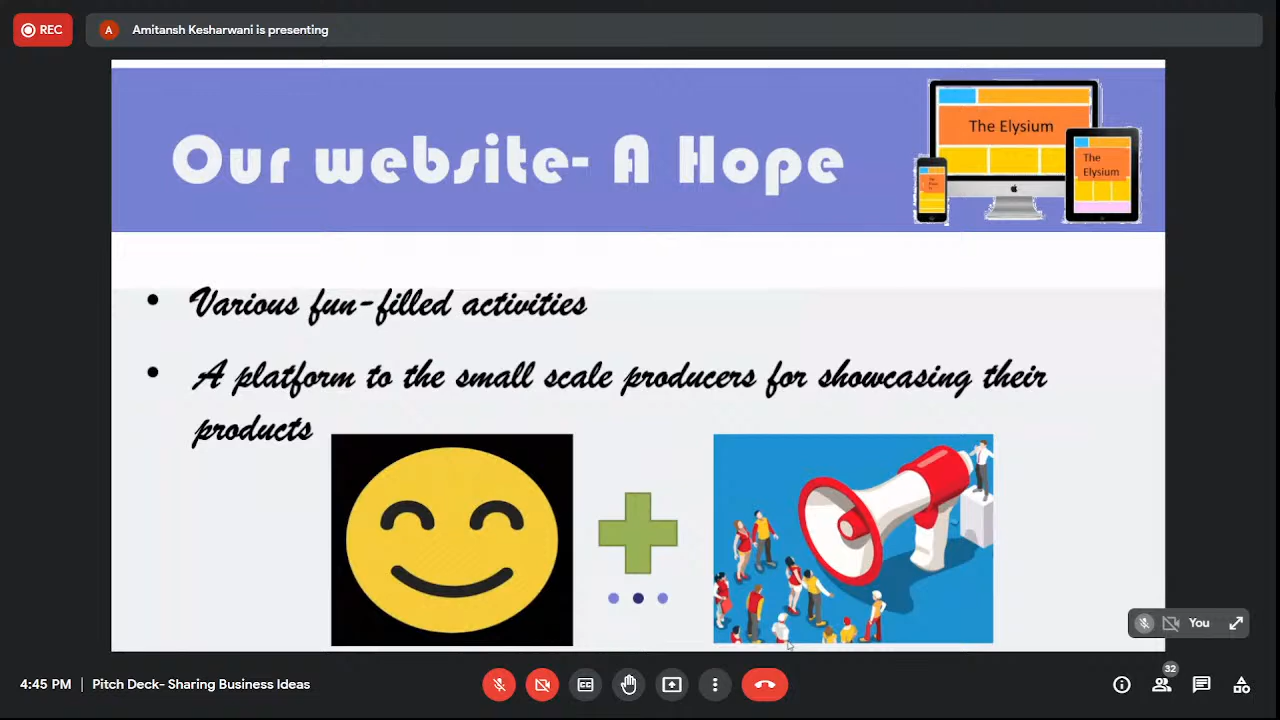 REC
A
Amitansh Kesharwani is presenting
Our website- A Hope
The Elysium
The
Elysium
• Various fun-filled activities
• A platform to the small scale producers for showcasing their
products
You
4:45 PM | Pitch Deck- Sharing Business Ideas
CC
32